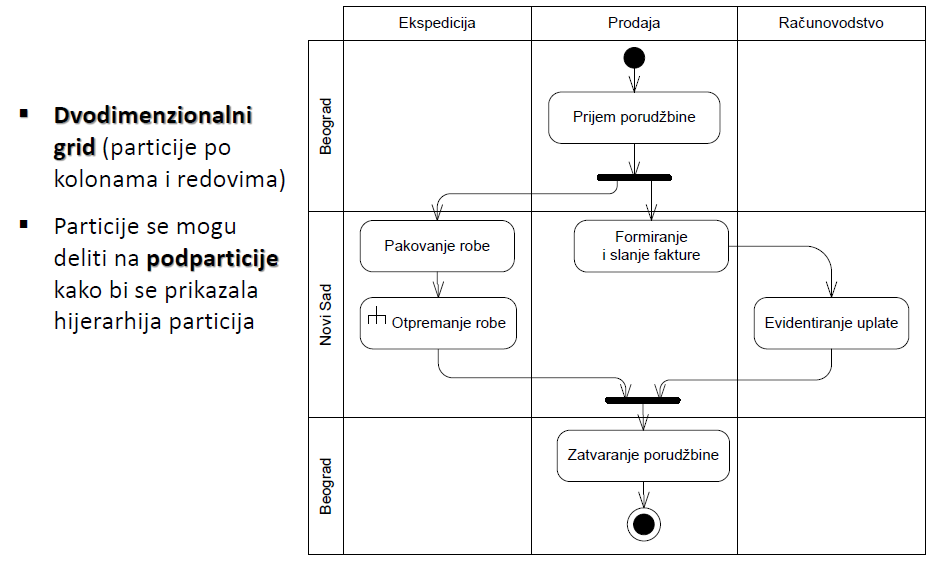 ▪ Dvodimenzionalni
grid (particije po
kolonama i redovima)
▪ Particije se mogu
deliti na podparticije
kako bi se prikazala
hijerarhija particija
Ekspedicija
Prodaja
Računovodstvo
Beograd
Prijem porudžbine
Novi Sad
Pakovanje robe
Formiranje
i slanje fakture
Otpremanje robe
Evidentiranje uplate
Beograd
Zatvaranje porudžbine